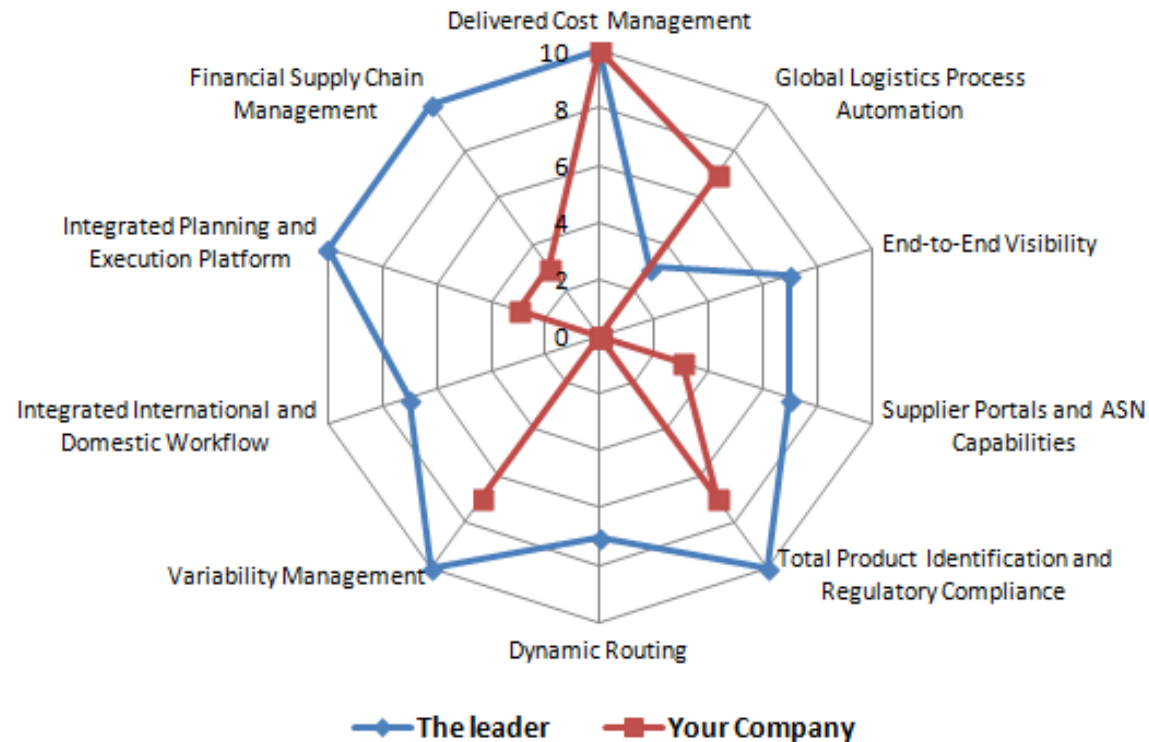 Delivered Cost Management
Financial Supply Chain
Management
Global Logistics Process
Automation
10
8
6
4
2
0
Integrated Planning and
Execution Platform
End-to-End Visibility
Integrated International and
Domestic Workflow
Supplier Portals and ASN
Capabilities
Variability Management
Total Product Identification and
Regulatory Compliance
Dynamic Routing
The leader
Your Company